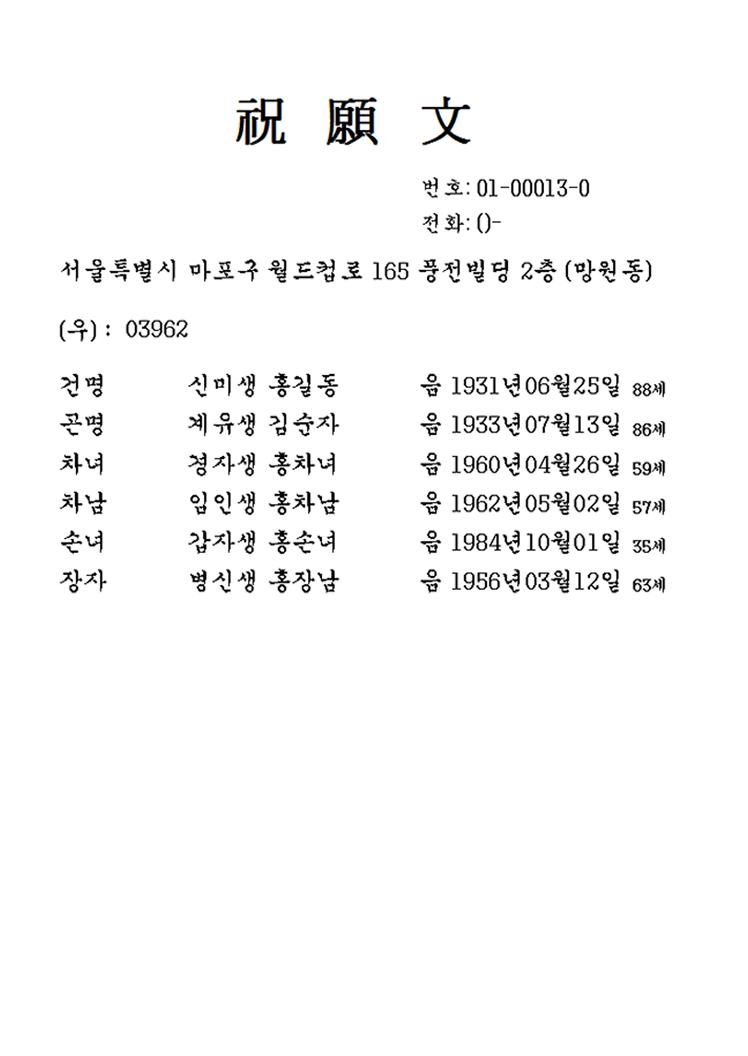 祝 願 文
번호: 01-00013-0
전화: ()-
서울특별시 마포구 월드컵로 165 풍전빌딩 2층 (망원동)
(우) : 03962
건명 신미생 홍길동 음 1931년06월25일 88세
곤명 계유생 김순자 음 1933년07월13일 86세
차녀 경자생 홍차녀 음 1960년04월26일 59세
차남 임인생 홍차남 음 1962년05월02일 57세
손녀 갑자생 홍손녀 음 1984년10월01일 35세
장자 병신생 홍장남 음 1956년03월12일 63세